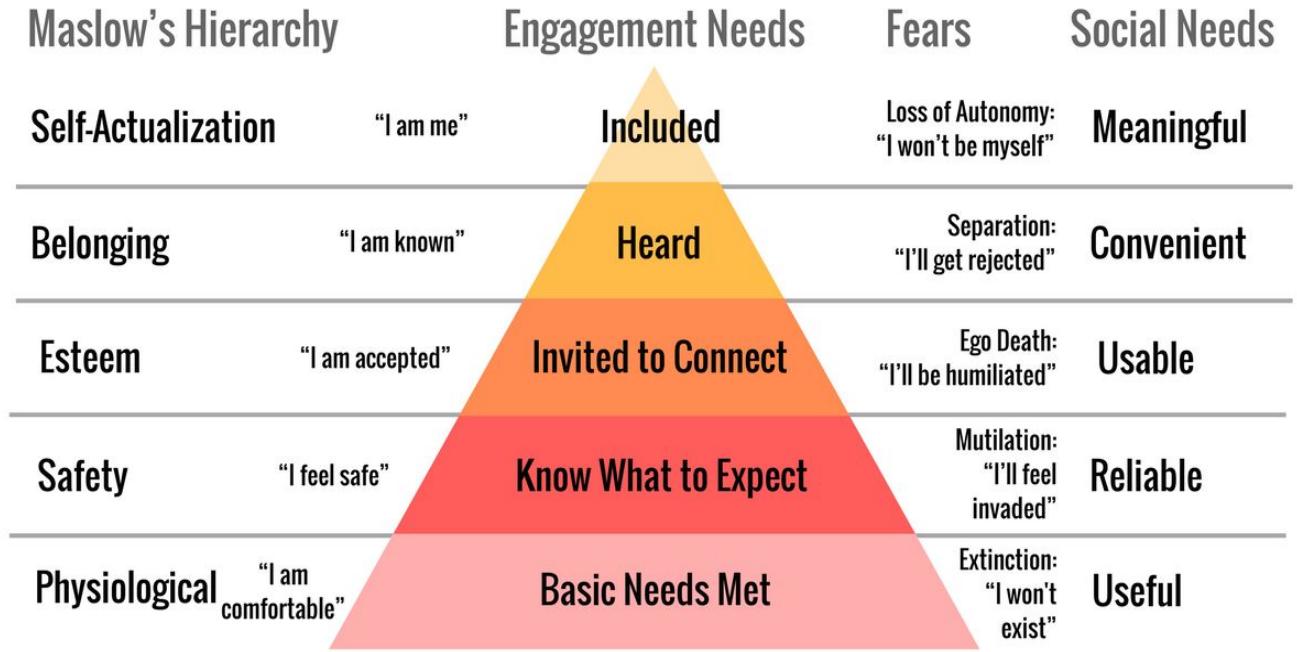 Maslow's Hierarchy Engagement Needs Fears Social Needs
Self-Actualization "I am me" Included Loss of Autonomy: "I won't be myself" Meaningful
Belonging "I am known" Heard Separation: "I'll get rejected" Convenient
Esteem "I am accepted" Invited to Connect Ego Death: "I'll be humiliated" Usable
Safety "I feel safe" Know What to Expect Mutilation: "I'll feel invaded" Reliable
Physiological "I am comfortable" Basic Needs Met Extinction: "I won't exist" Useful